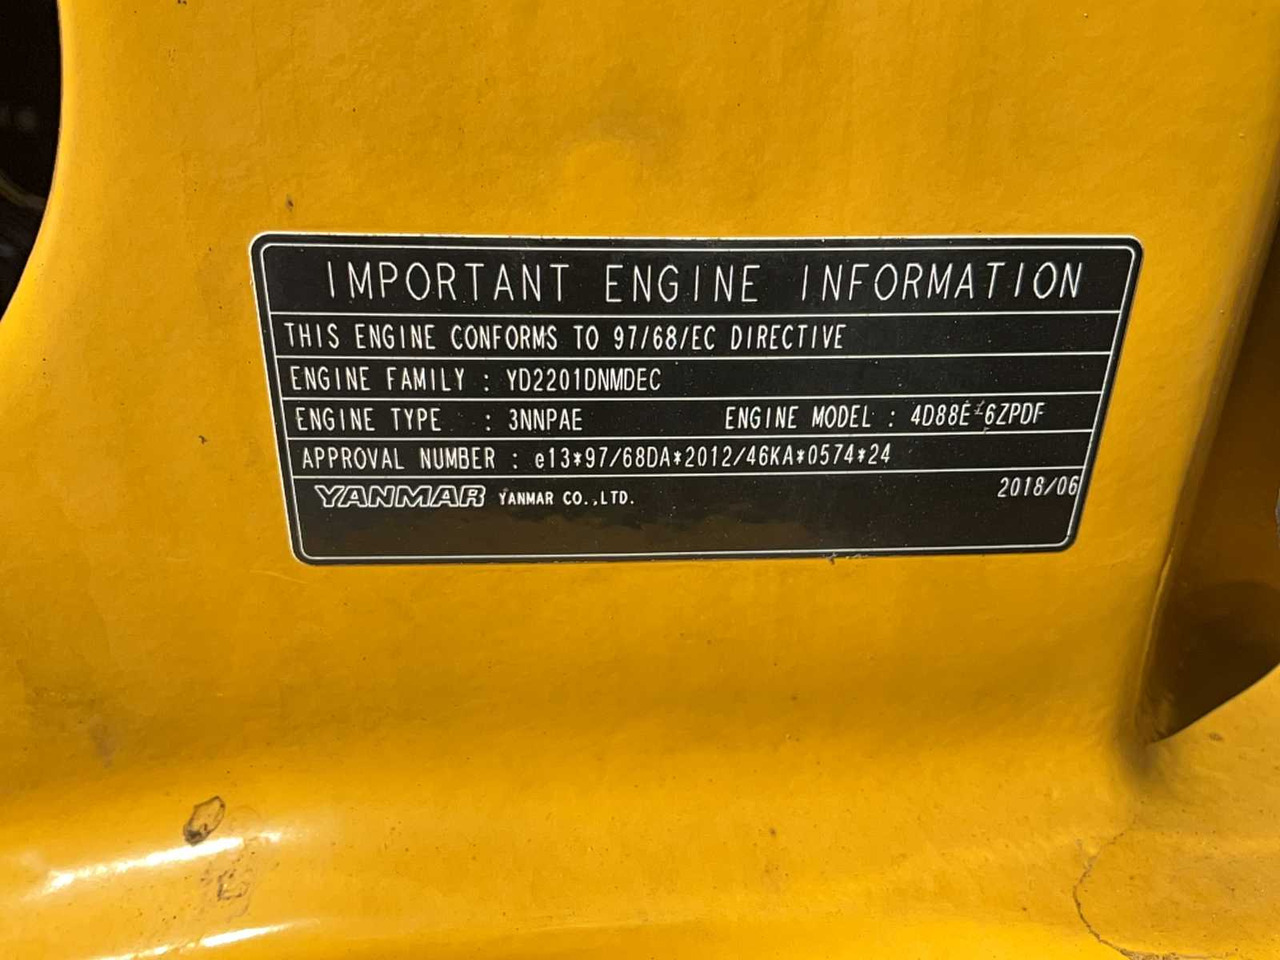 IMPORTANT ENGINE INFORMATION
THIS ENGINE CONFORMS TO 97/68/EC DIRECTIVE
ENGINE FAMILY : YD2201DNMDEC
ENGINE TYPE : 3NNPAE ENGINE MODEL : 4D88E-6ZPDF
APPROVAL NUMBER : e13*97/68DA*2012/46KA*0574*24
YANMAR YANMAR CO.,LTD. 2018/06